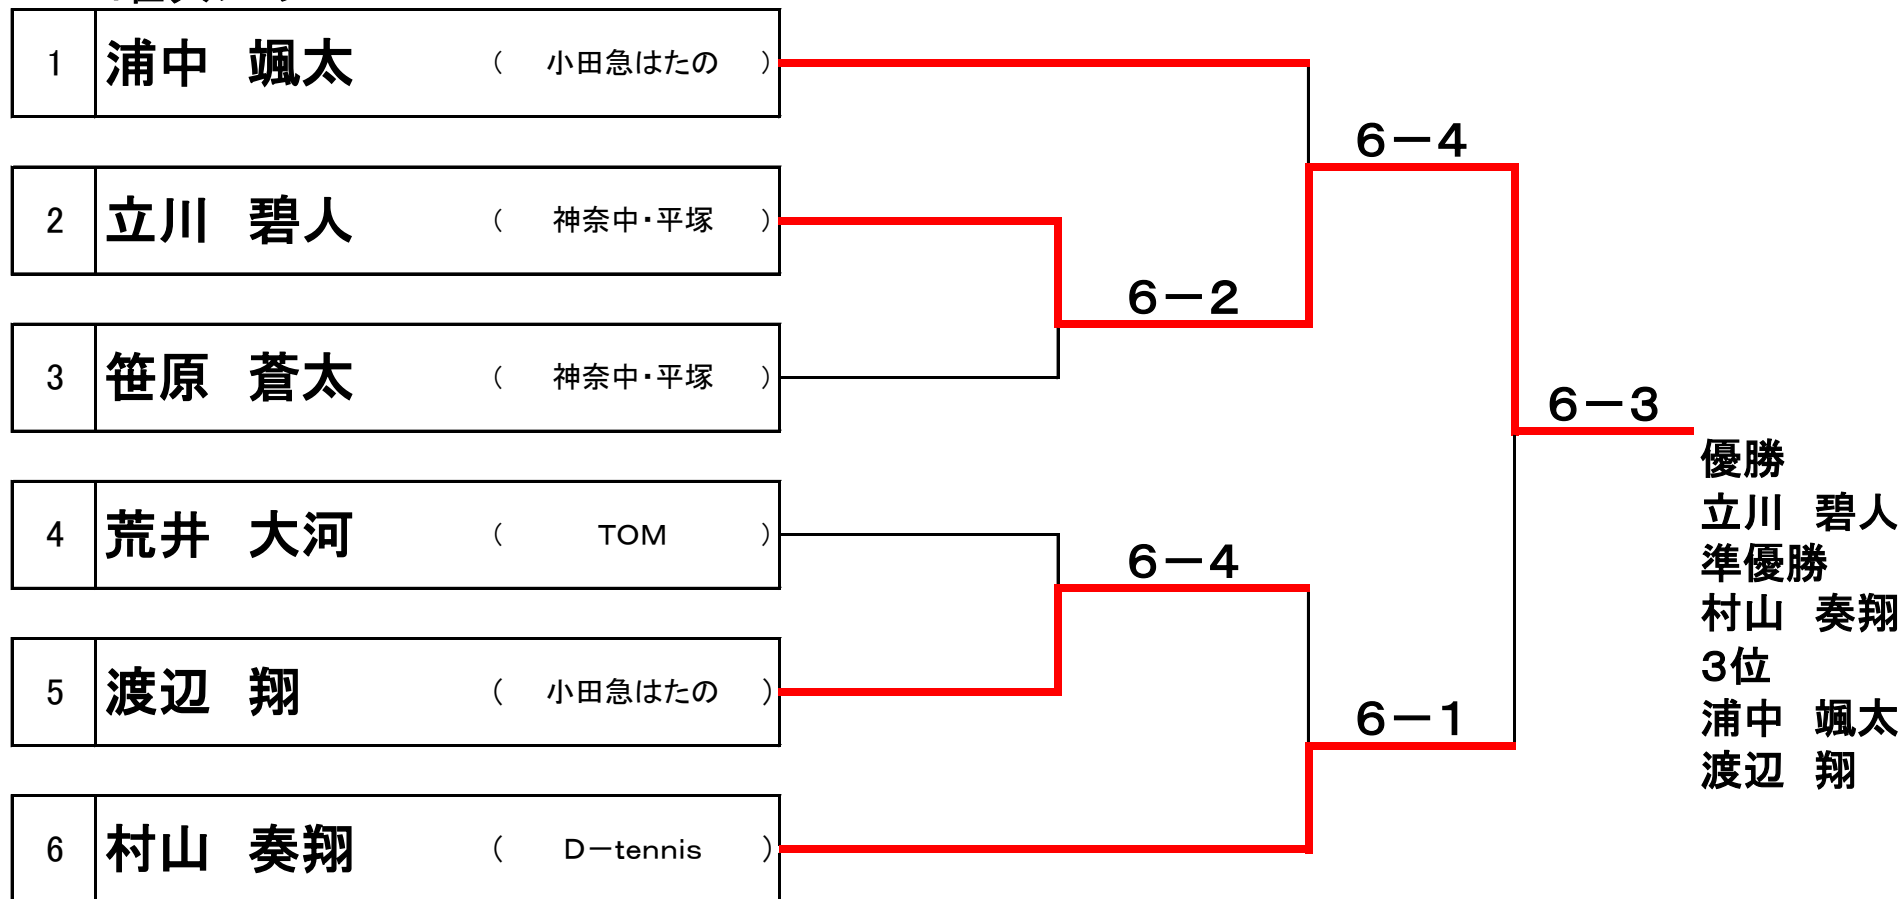 1 浦中 颯太 （ 小田急はたの ）
6－4
2 立川 碧人 （ 神奈中・平塚 ）
6－2
3 笹原 蒼太 （ 神奈中・平塚 ）
6－3
優勝
立川 碧人
準優勝
村山 奏翔
3位
浦中 颯太
渡辺 翔
4 荒井 大河 （ TOM ）
6－4
5 渡辺 翔 （ 小田急はたの ）
6－1
6 村山 奏翔 （ D－tennis ）